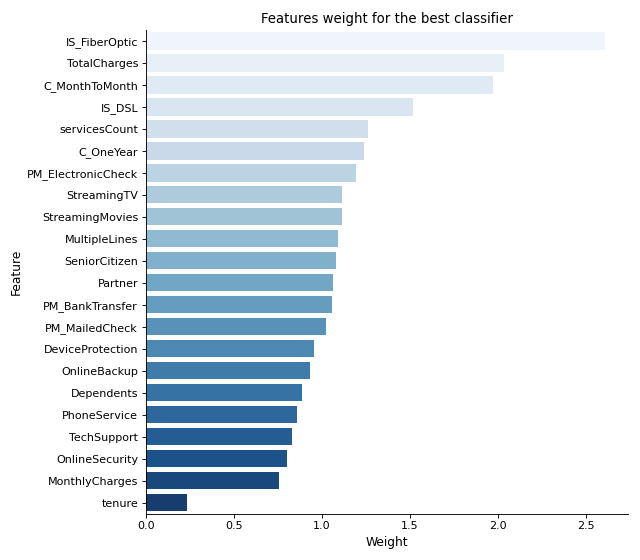 Features weight for the best classifier
IS_FiberOptic
TotalCharges
C_MonthToMonth
IS_DSL
servicesCount
C_OneYear
PM_ElectronicCheck
StreamingTV
StreamingMovies
MultipleLines
SeniorCitizen
Partner
PM_BankTransfer
PM_MailedCheck
DeviceProtection
OnlineBackup
Dependents
PhoneService
TechSupport
OnlineSecurity
MonthlyCharges
tenure
Feature
0.0 0.5 1.0 1.5 2.0 2.5
Weight